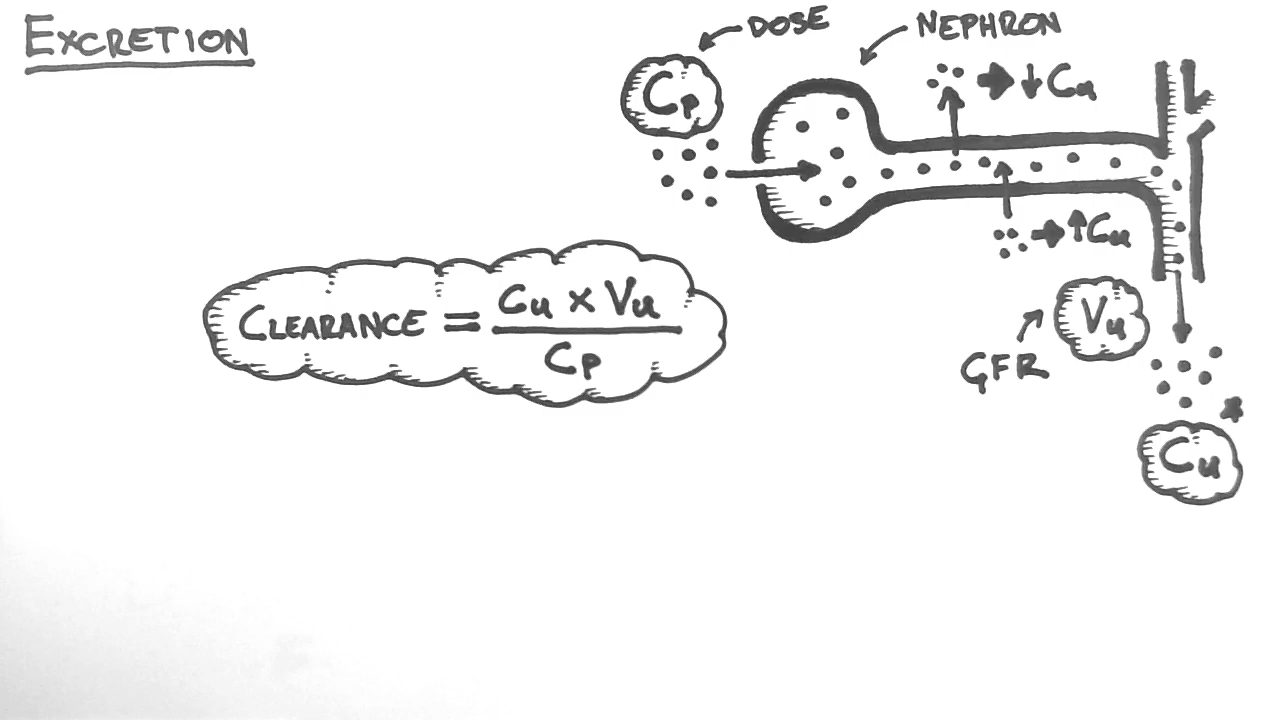 EXCRETION
DOSE
NEPHRON
Cp
↓Cu
↑Cu
CLEARANCE = Cu x Vu
Cp
Vu
GFR
*
Cu